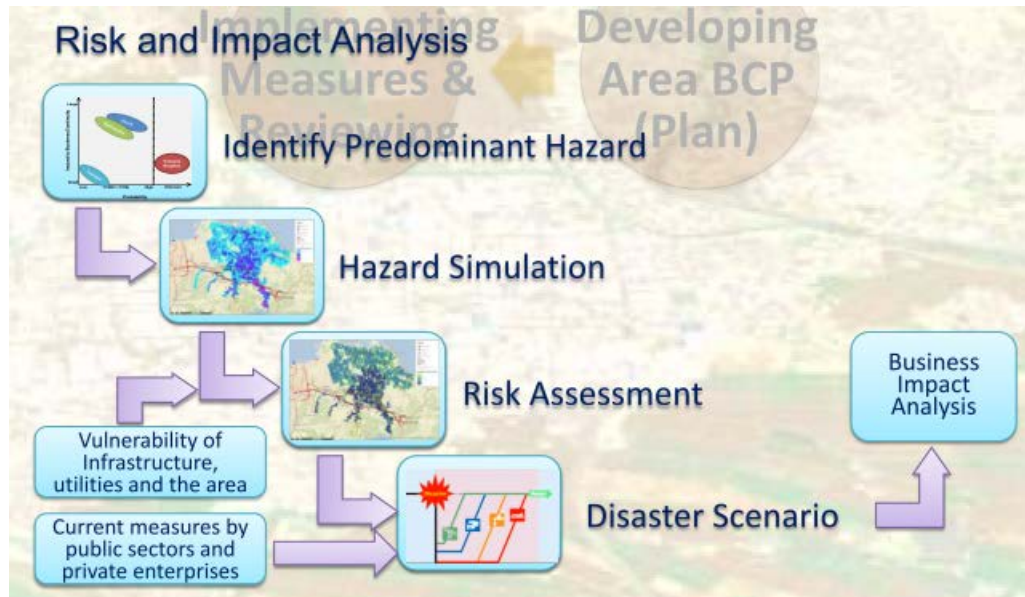 Risk and Impact Analysis
Implementing
Measures &
Reviewing
Developing
Area BCP
(Plan)
Identify Predominant Hazard
Hazard Simulation
Risk Assessment
Business
Impact
Analysis
Vulnerability of
Infrastructure,
utilities and the area
Disaster Scenario
Current measures by
public sectors and
private enterprises